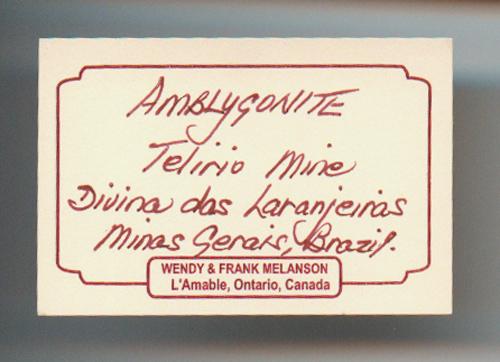 AMBLYGONITE
Telirio Mine
Divina das Laranjeiras
Minas Gerais, Brazil.
WENDY & FRANK MELANSON
L'Amable, Ontario, Canada